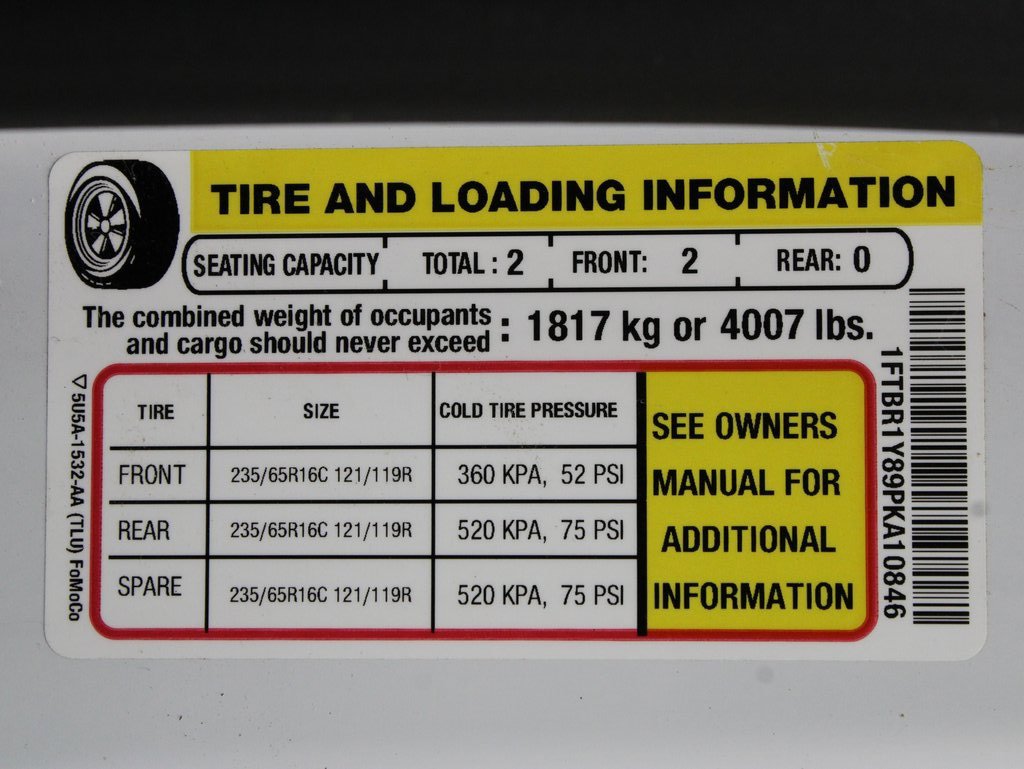 TIRE AND LOADING INFORMATION
SEATING CAPACITY TOTAL : 2 FRONT: 2 REAR: 0
The combined weight of occupants
and cargo should never exceed : 1817 kg or 4007 lbs.
TIRE SIZE COLD TIRE PRESSURE
FRONT 235/65R16C 121/119R 360 KPA, 52 PSI
REAR 235/65R16C 121/119R 520 KPA, 75 PSI
SPARE 235/65R16C 121/119R 520 KPA, 75 PSI
SEE OWNERS
MANUAL FOR
ADDITIONAL
INFORMATION
1FTBR1Y89PKA10846
▽5U5A-1532-AA (TLU) FoMoCo